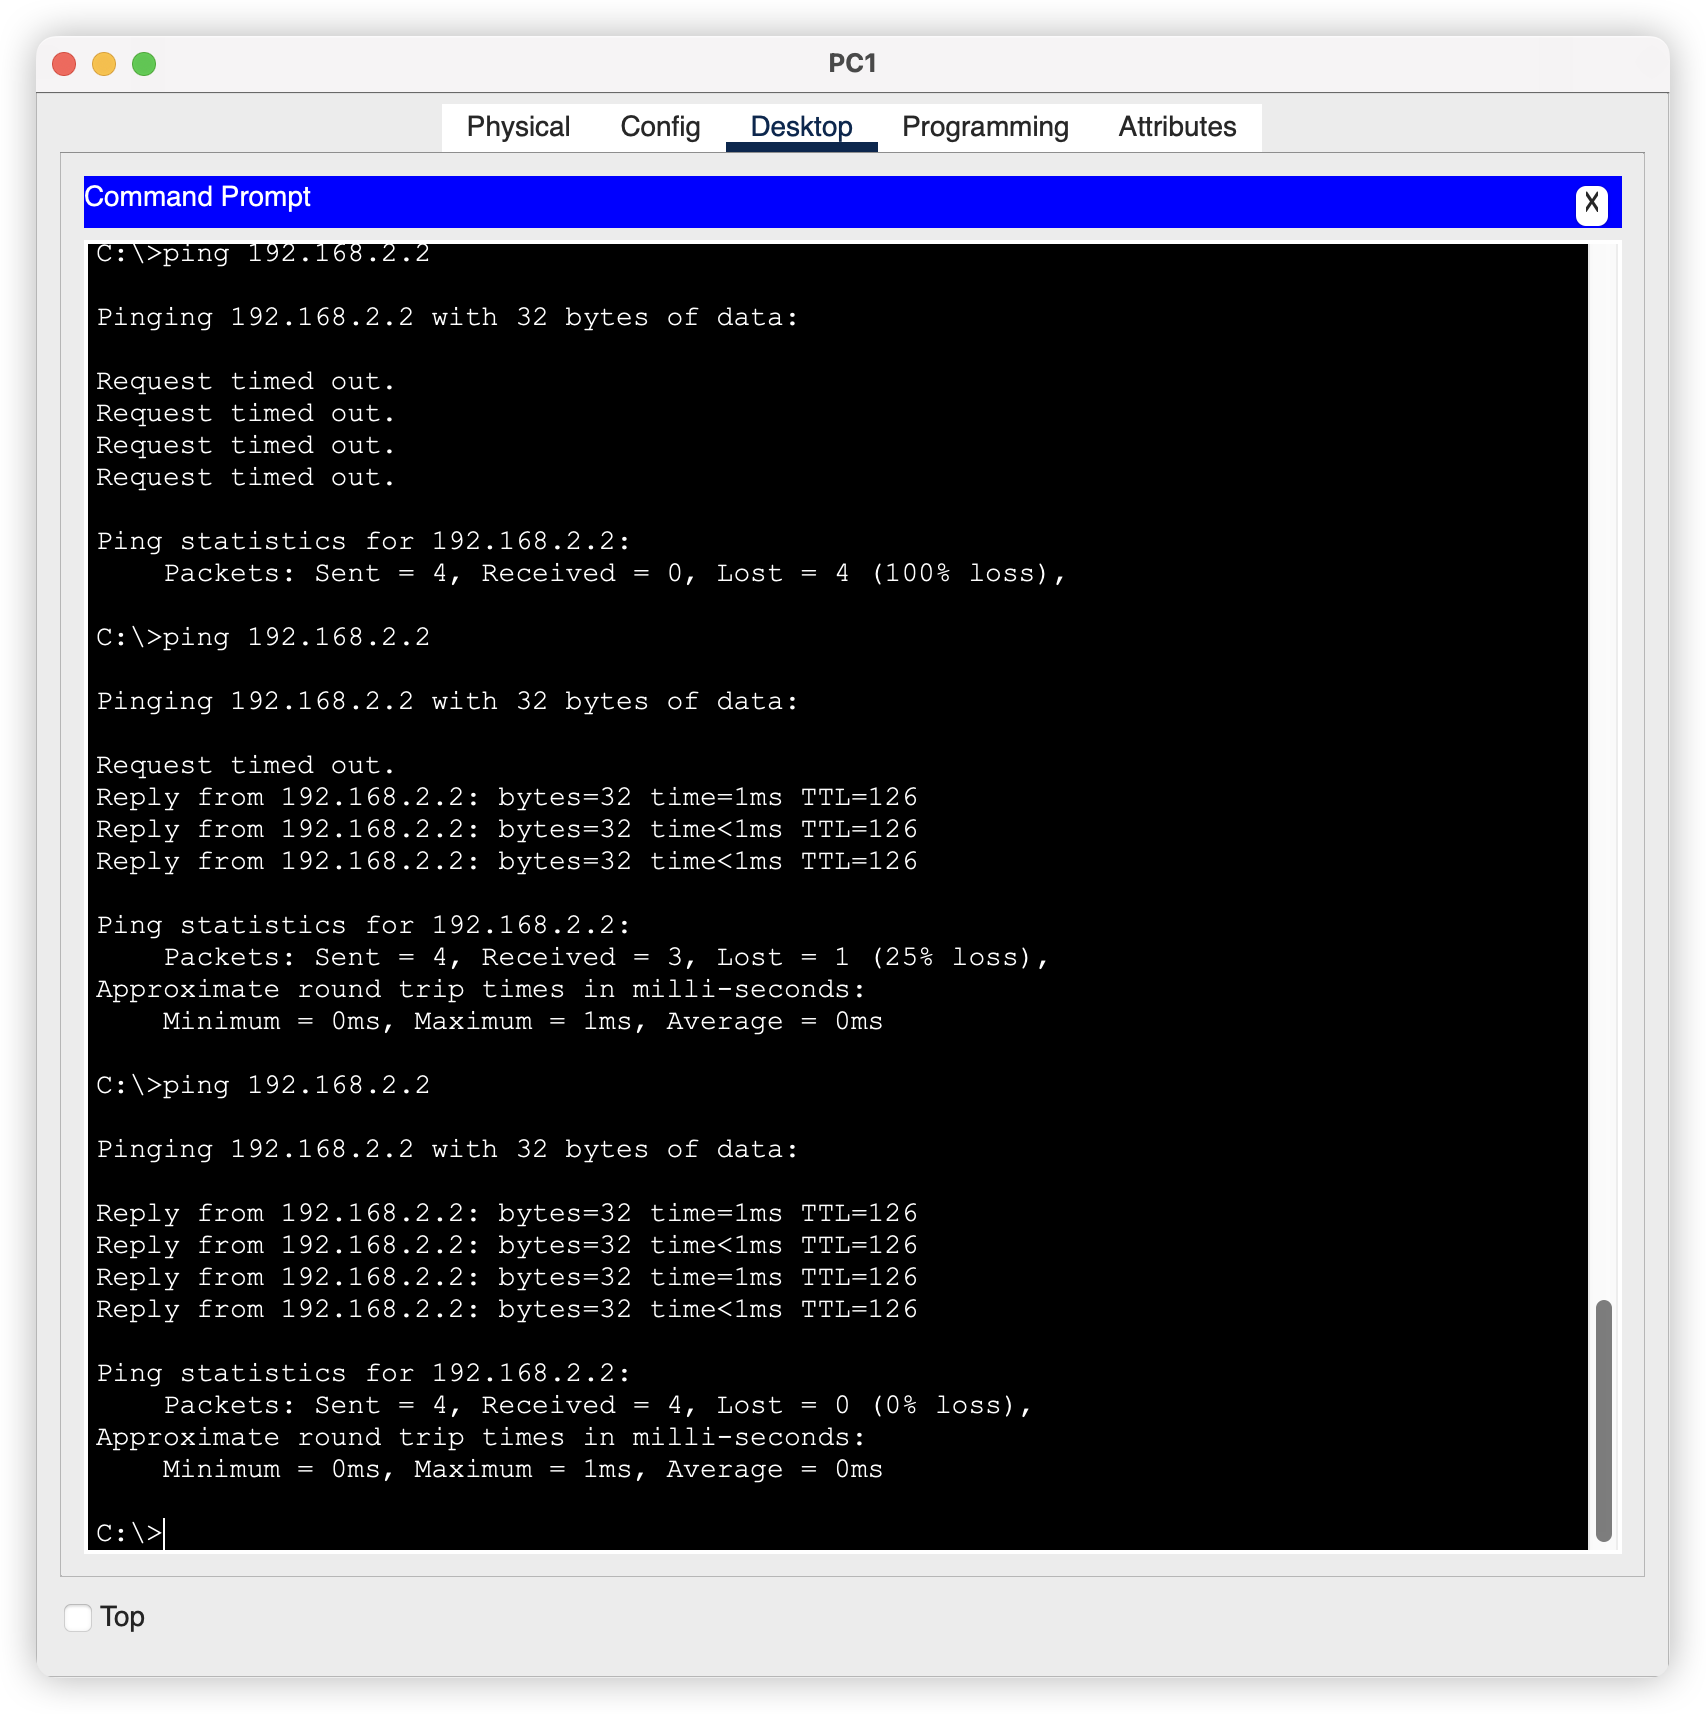 PC1
Physical Config Desktop Programming Attributes
Command Prompt
X
C:\>ping 192.168.2.2
Pinging 192.168.2.2 with 32 bytes of data:
Request timed out.
Request timed out.
Request timed out.
Request timed out.
Ping statistics for 192.168.2.2:
    Packets: Sent = 4, Received = 0, Lost = 4 (100% loss),
C:\>ping 192.168.2.2
Pinging 192.168.2.2 with 32 bytes of data:
Request timed out.
Reply from 192.168.2.2: bytes=32 time=1ms TTL=126
Reply from 192.168.2.2: bytes=32 time<1ms TTL=126
Reply from 192.168.2.2: bytes=32 time<1ms TTL=126
Ping statistics for 192.168.2.2:
    Packets: Sent = 4, Received = 3, Lost = 1 (25% loss),
Approximate round trip times in milli-seconds:
    Minimum = 0ms, Maximum = 1ms, Average = 0ms
C:\>ping 192.168.2.2
Pinging 192.168.2.2 with 32 bytes of data:
Reply from 192.168.2.2: bytes=32 time=1ms TTL=126
Reply from 192.168.2.2: bytes=32 time<1ms TTL=126
Reply from 192.168.2.2: bytes=32 time=1ms TTL=126
Reply from 192.168.2.2: bytes=32 time<1ms TTL=126
Ping statistics for 192.168.2.2:
    Packets: Sent = 4, Received = 4, Lost = 0 (0% loss),
Approximate round trip times in milli-seconds:
    Minimum = 0ms, Maximum = 1ms, Average = 0ms
C:\>
Top